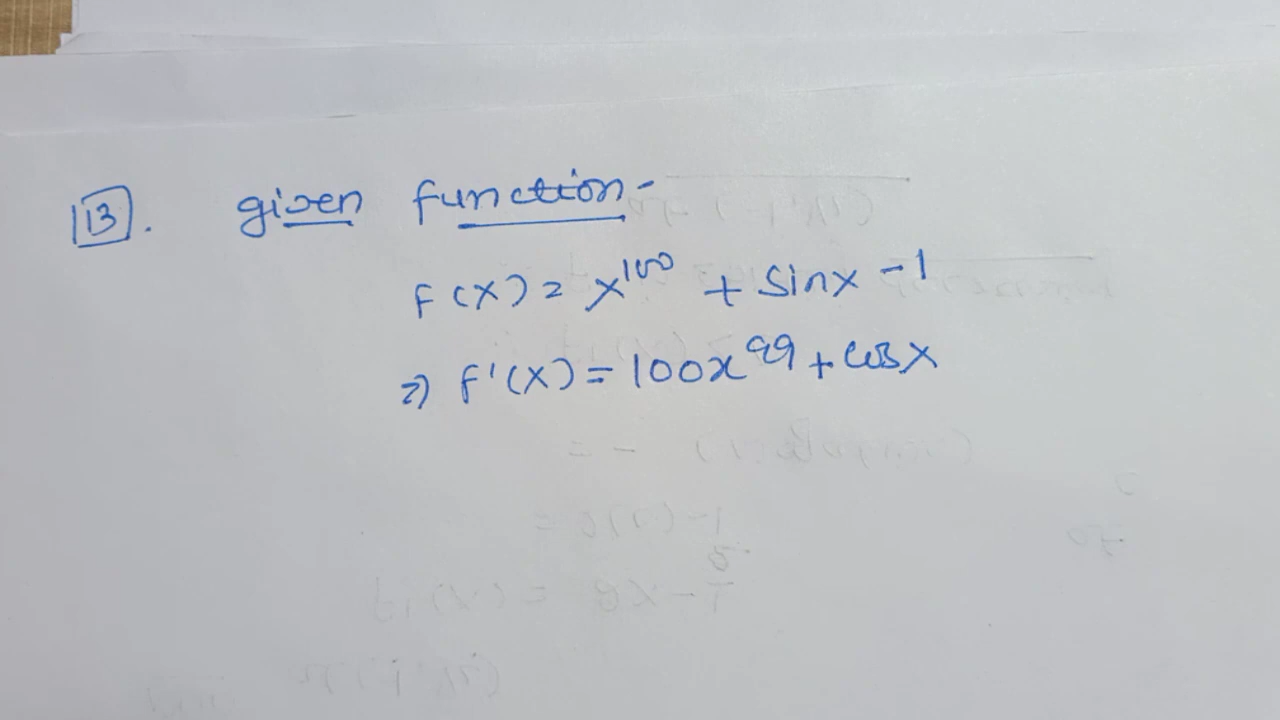 13. given function-
f(x) = x^100 + sinx -1
⇒ f'(x) = 100x^99 + cosx